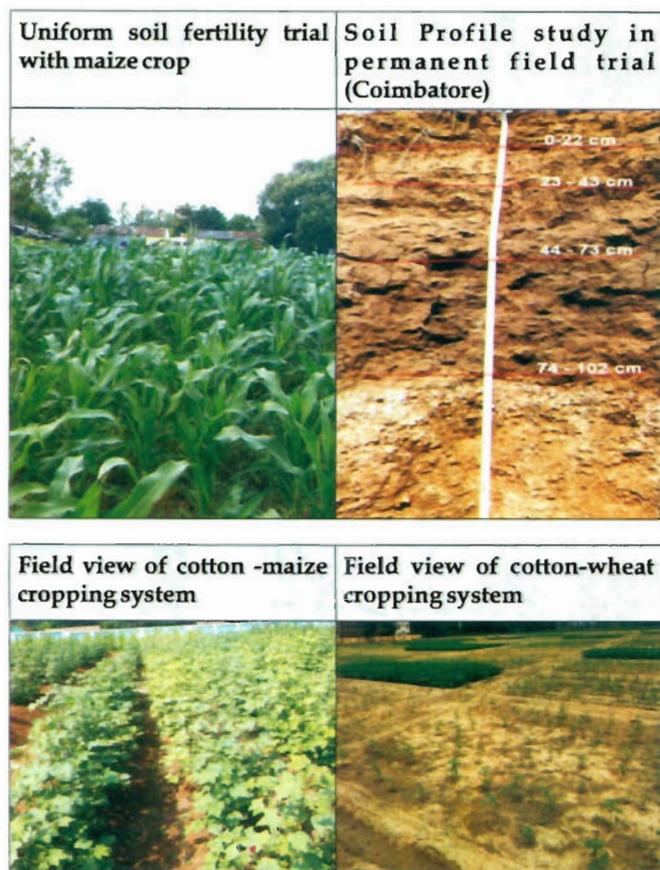 Uniform soil fertility trial
with maize crop
Soil Profile study in
permanent field trial
(Coimbatore)
0-22 cm
23 - 43 cm
44 - 73 cm
74 - 102 cm
Field view of cotton -maize
cropping system
Field view of cotton-wheat
cropping system